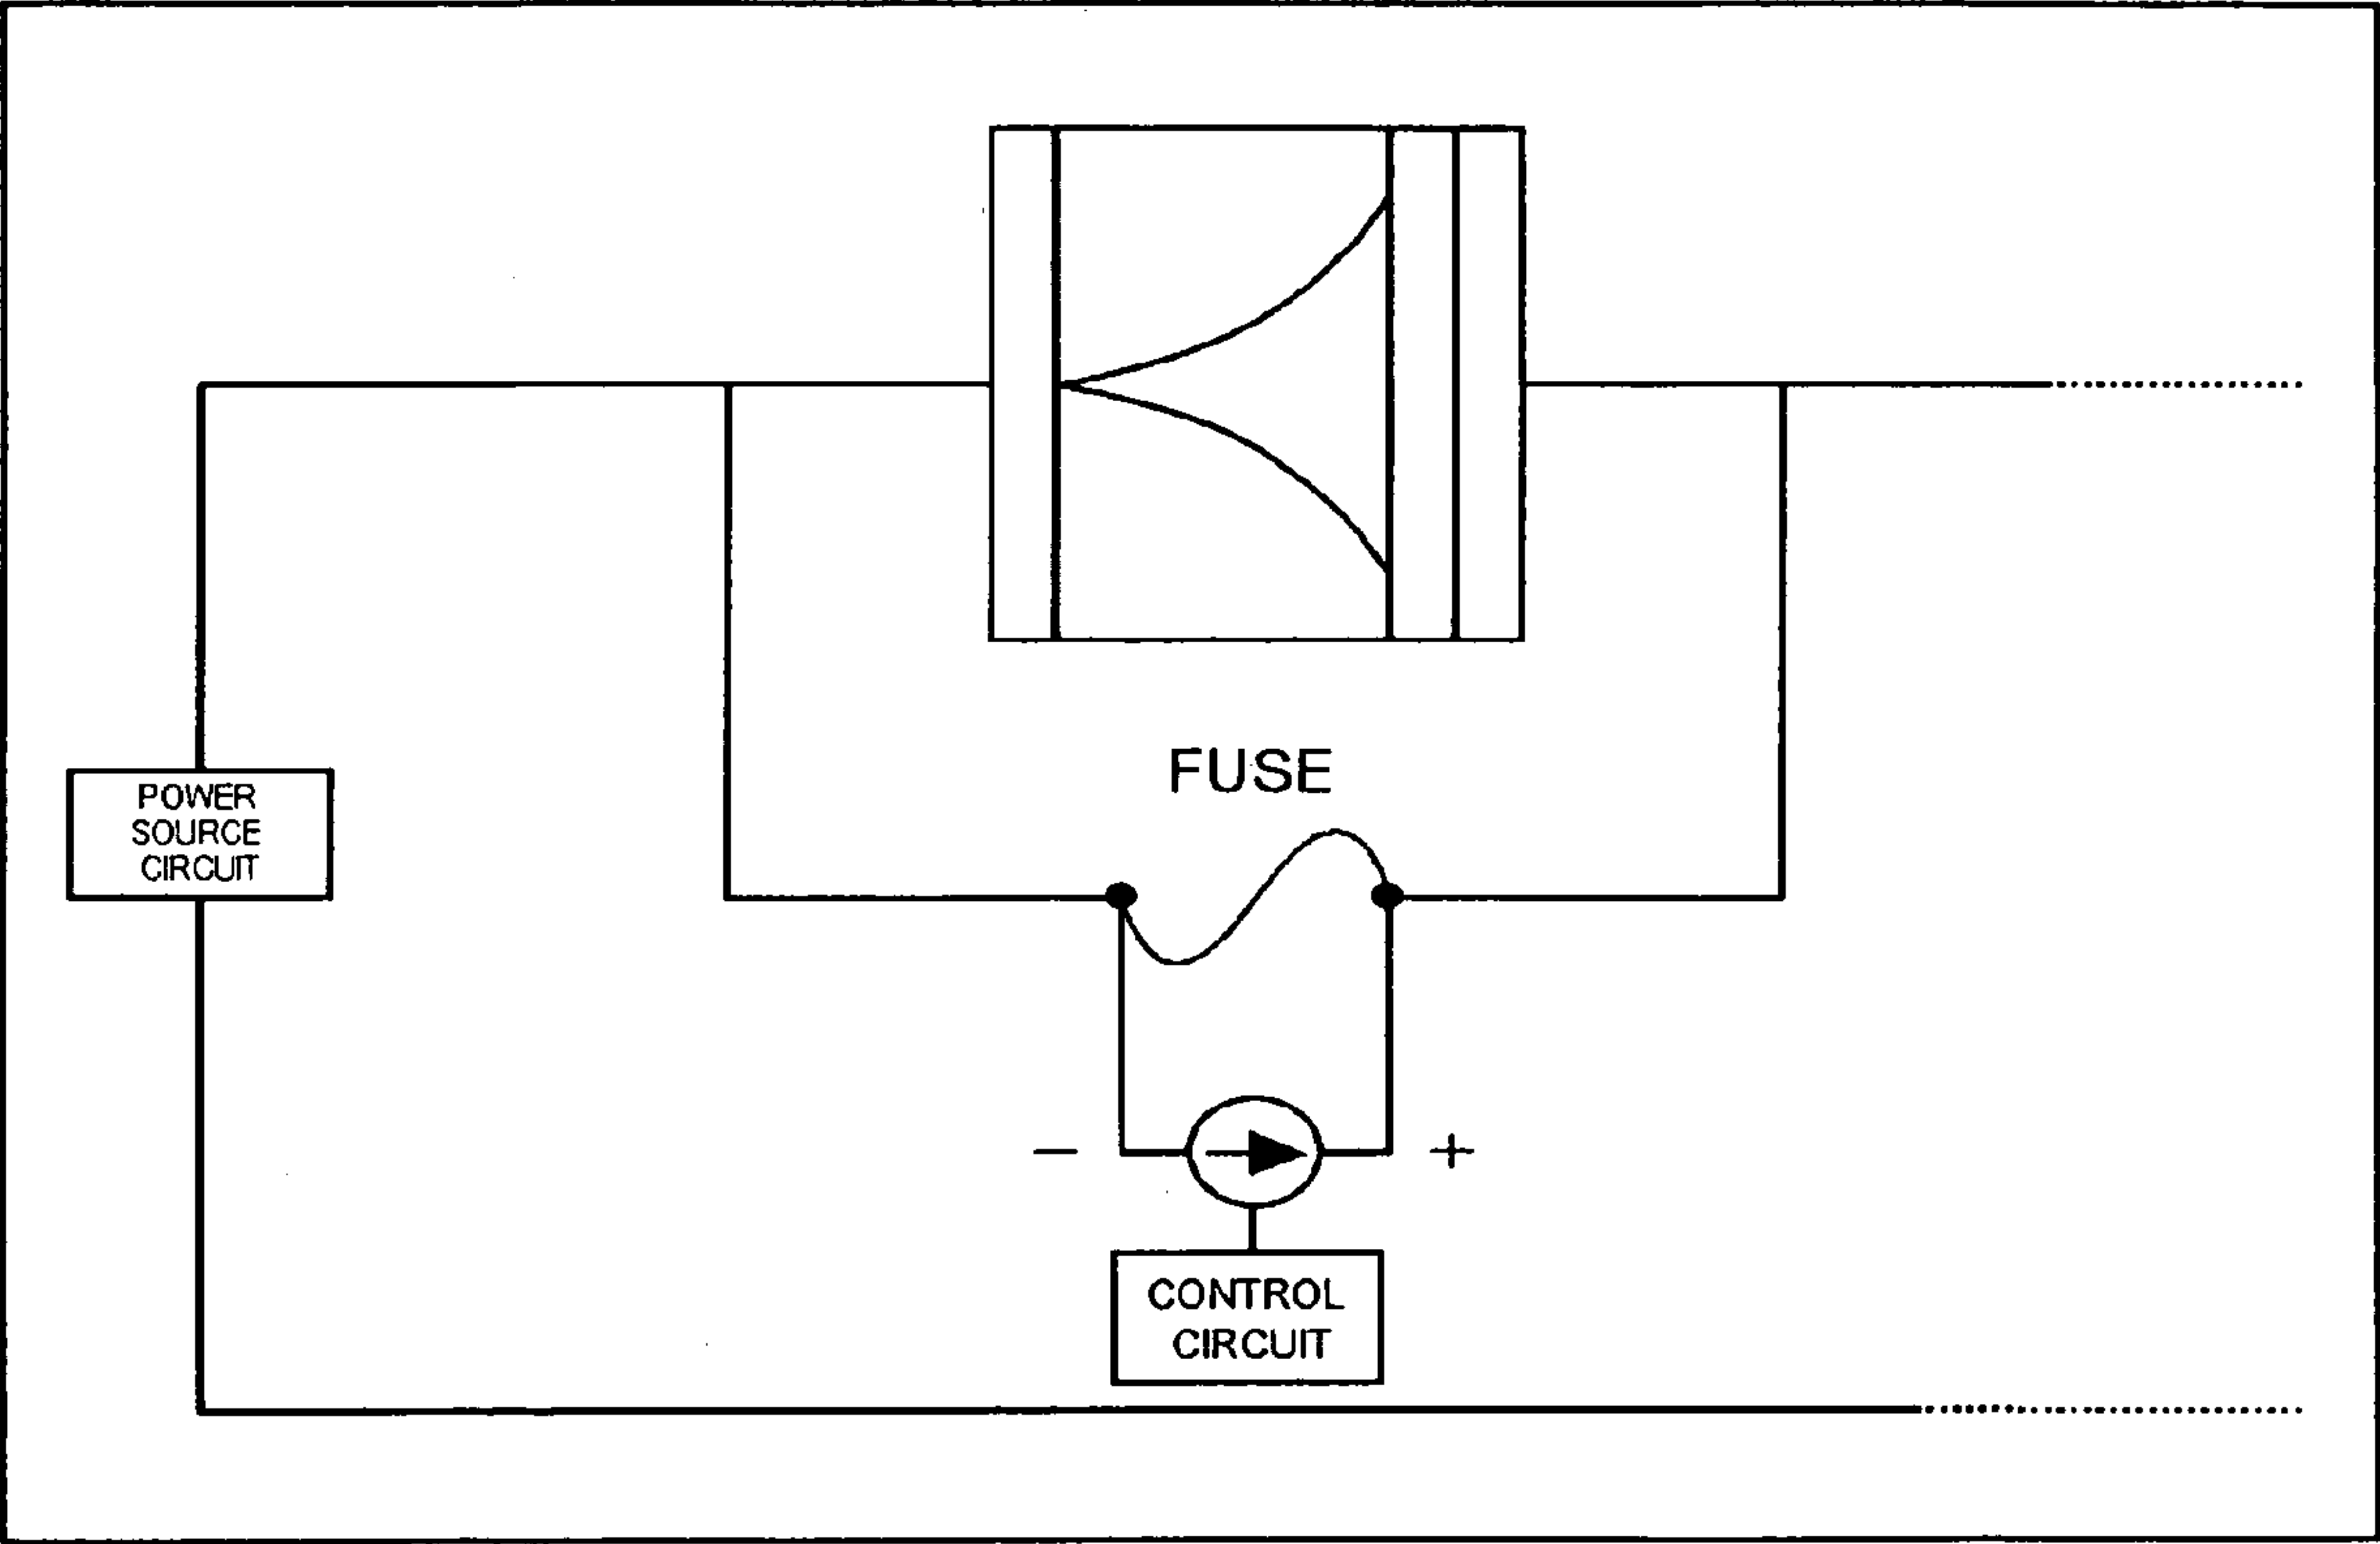 FUSE
POWER
SOURCE
CIRCUIT
− +
CONTROL
CIRCUIT